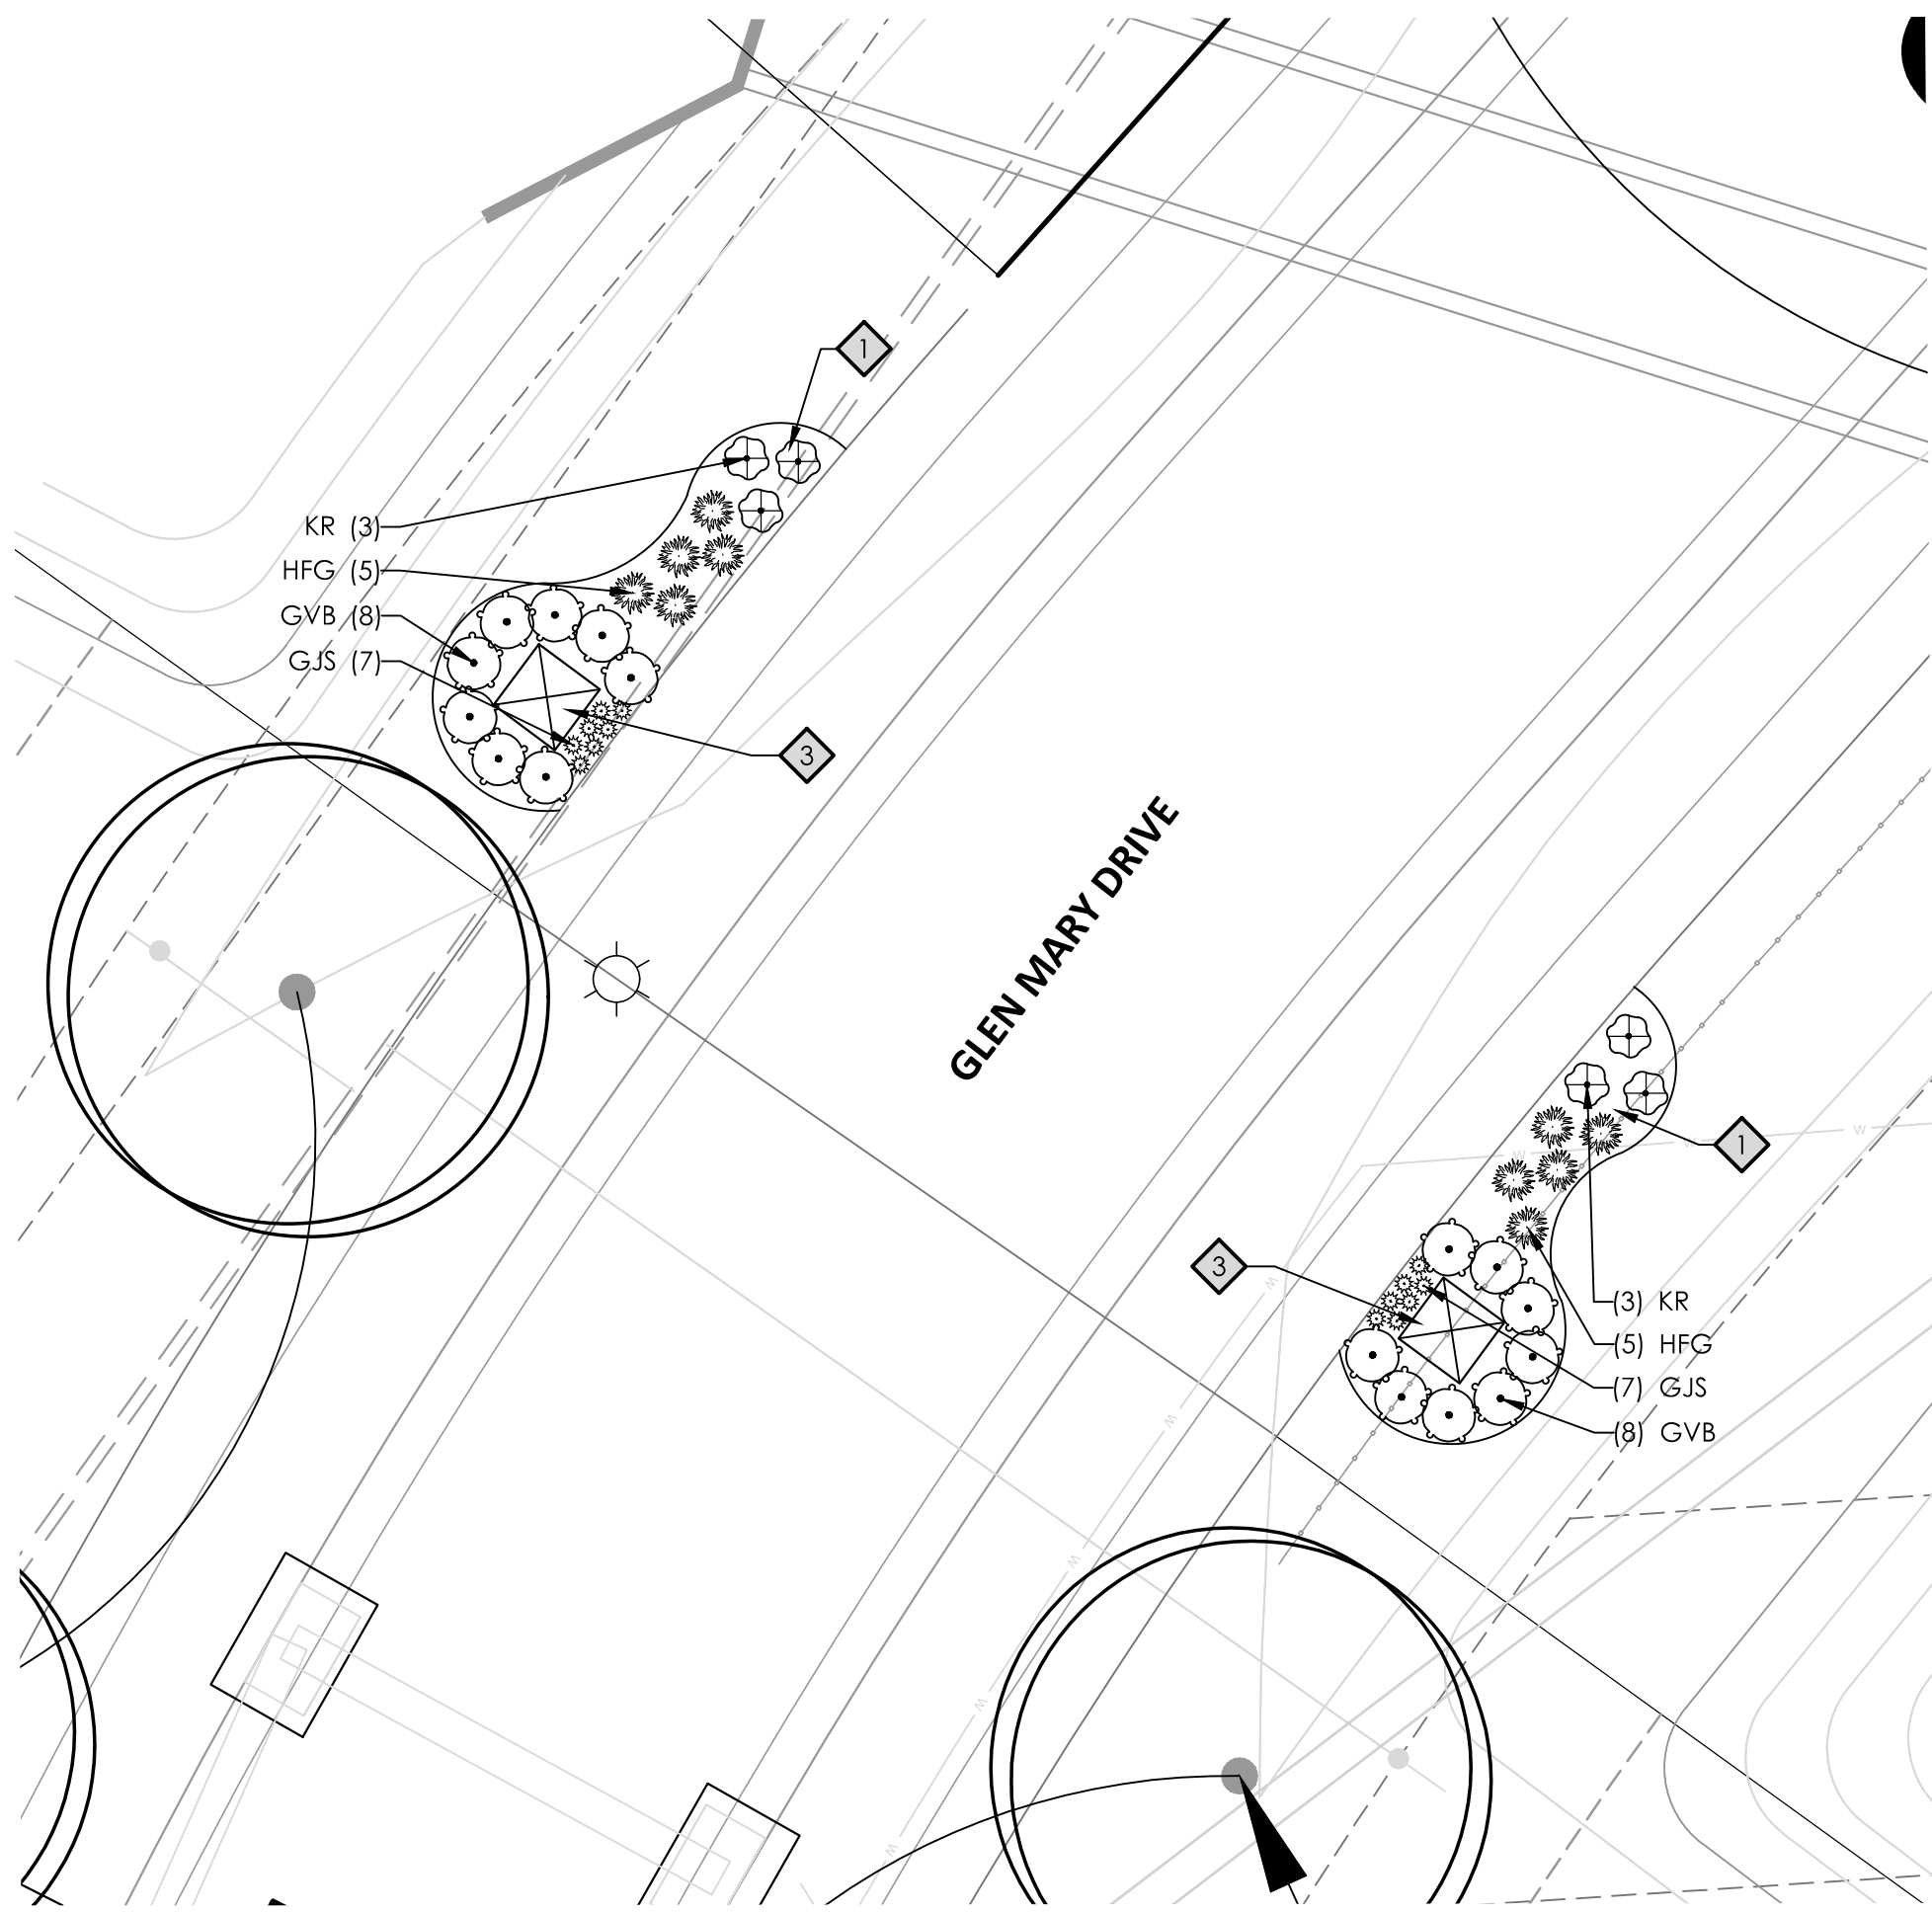 1
KR (3)
HFG (5)
GVB (8)
GJS (7)
3
GLEN MARY DRIVE
W
W
W
1
3
W
(3) KR
(5) HFG
(7) GJS
(8) GVB
W
W
W
W